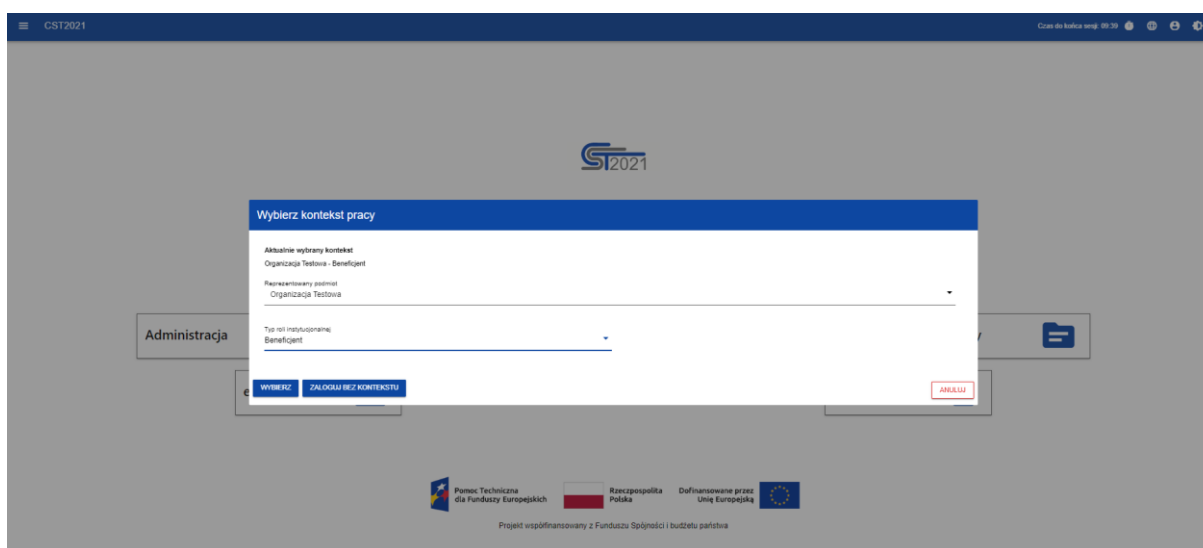 CST2021
Czas do końca sesji: 09:39
CST2021
Wybierz kontekst pracy
Aktualnie wybrany kontekst
Organizacja Testowa - Beneficjent
Reprezentowany podmiot
Organizacja Testowa
Typ roli instytucjonalnej
Beneficjent
Administracja
WYBIERZ
ZALOGUJ BEZ KONTEKSTU
ANULUJ
Pomoc Techniczna
dla Funduszy Europejskich
Rzeczpospolita
Polska
Dofinansowane przez
Unię Europejską
Projekt współfinansowany z Funduszu Spójności i budżetu państwa